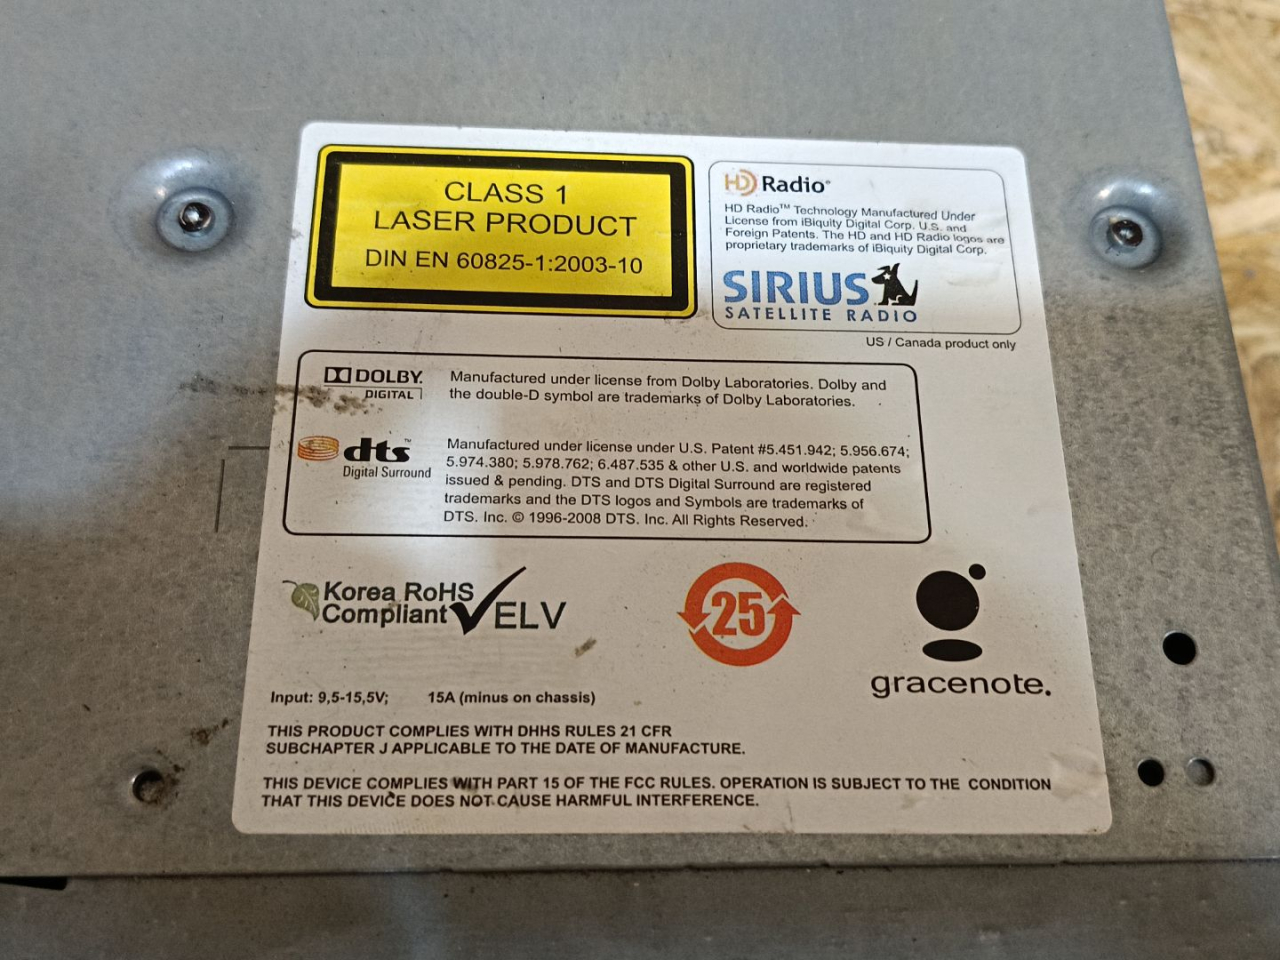 CLASS 1
LASER PRODUCT
DIN EN 60825-1:2003-10
HD Radio®
HD Radio™ Technology Manufactured Under
License from iBiquity Digital Corp. U.S. and
Foreign Patents. The HD and HD Radio logos are
proprietary trademarks of iBiquity Digital Corp.
SIRIUS
SATELLITE RADIO
US / Canada product only
DOLBY.
DIGITAL
Manufactured under license from Dolby Laboratories. Dolby and
the double-D symbol are trademarks of Dolby Laboratories.
dts™
Digital Surround
Manufactured under license under U.S. Patent #5.451.942; 5.956.674;
5.974.380; 5.978.762; 6.487.535 & other U.S. and worldwide patents
issued & pending. DTS and DTS Digital Surround are registered
trademarks and the DTS logos and Symbols are trademarks of
DTS. Inc. © 1996-2008 DTS. Inc. All Rights Reserved.
Korea RoHS
Compliant
ELV
25
gracenote.
Input: 9,5-15,5V; 15A (minus on chassis)
THIS PRODUCT COMPLIES WITH DHHS RULES 21 CFR
SUBCHAPTER J APPLICABLE TO THE DATE OF MANUFACTURE.
THIS DEVICE COMPLIES WITH PART 15 OF THE FCC RULES. OPERATION IS SUBJECT TO THE CONDITION
THAT THIS DEVICE DOES NOT CAUSE HARMFUL INTERFERENCE.